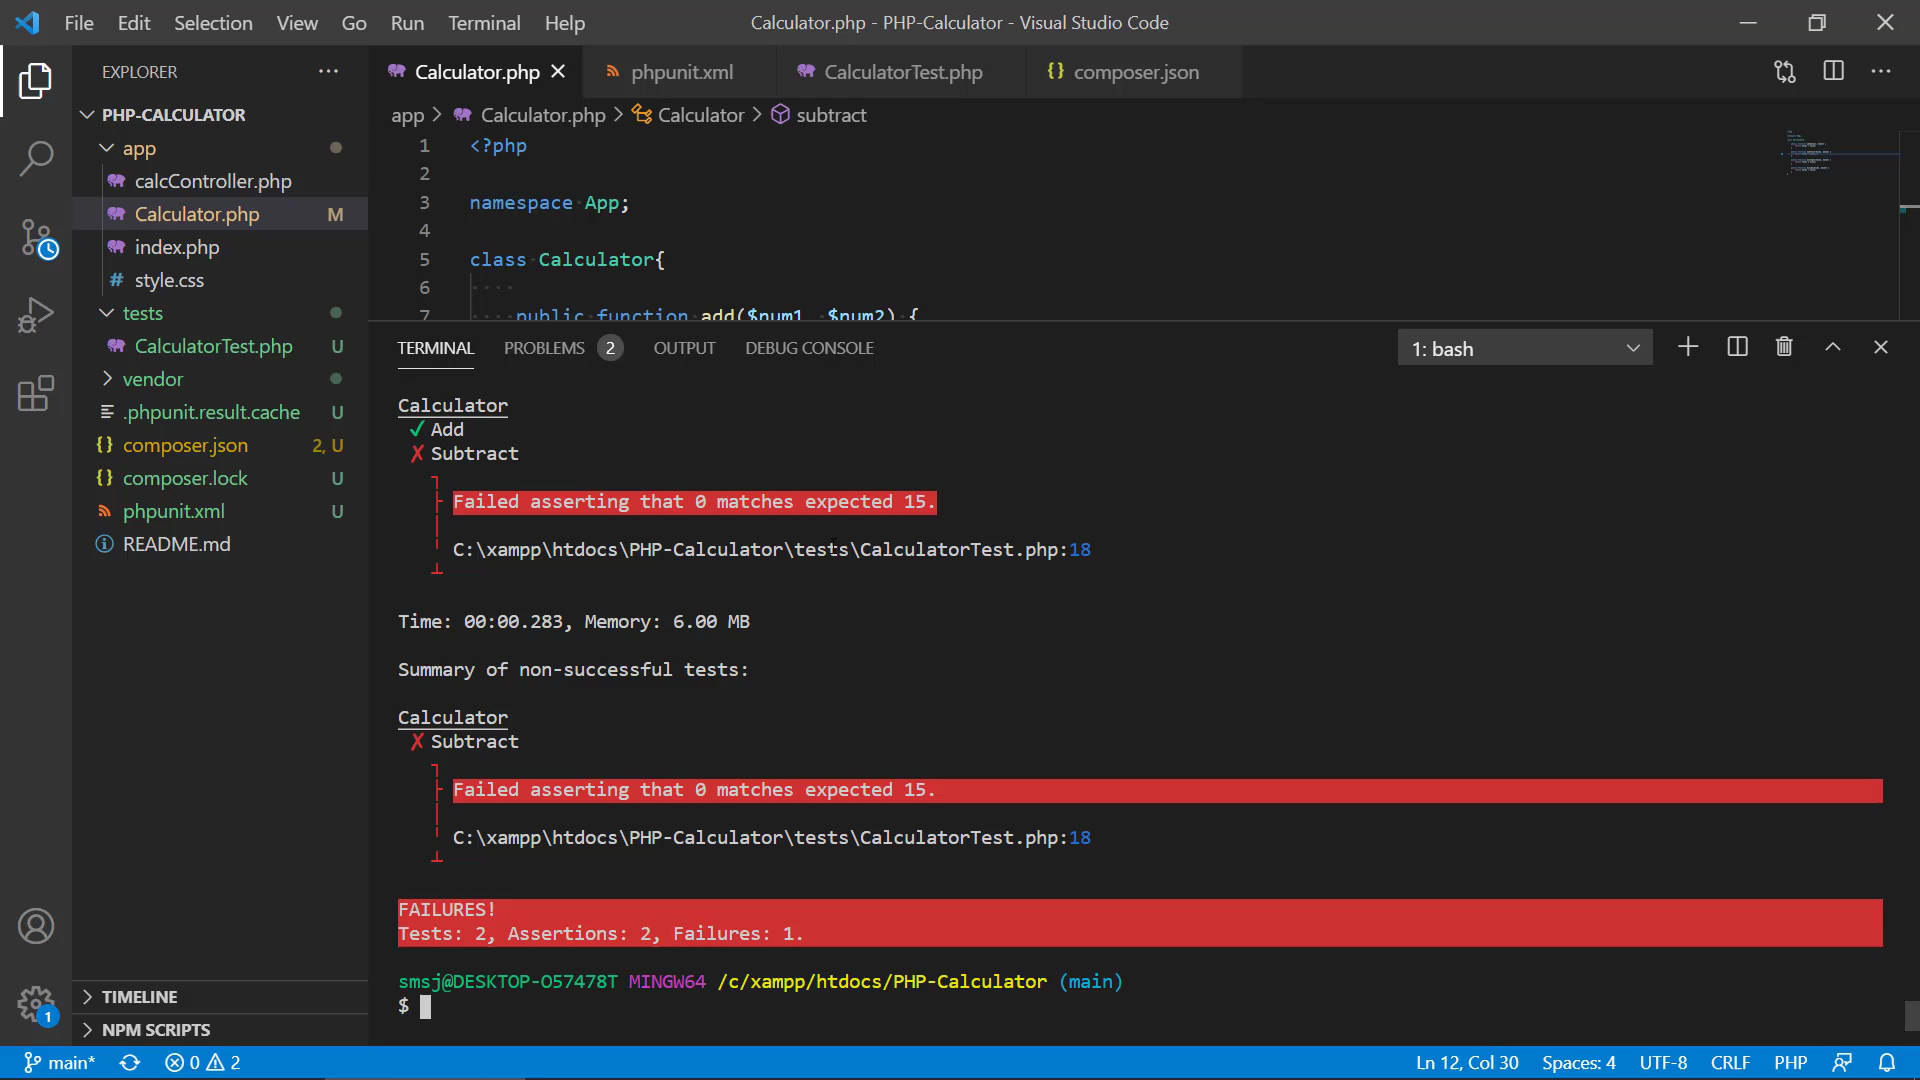 File Edit Selection View Go Run Terminal Help Calculator.php - PHP-Calculator - Visual Studio Code
EXPLORER
Calculator.php phpunit.xml CalculatorTest.php composer.json
PHP-CALCULATOR
app
calcController.php
Calculator.php M
index.php
style.css
tests
CalculatorTest.php U
vendor
.phpunit.result.cache U
composer.json 2, U
composer.lock U
phpunit.xml U
README.md
TIMELINE
NPM SCRIPTS
app > Calculator.php > Calculator > subtract
1 <?php
2
3 namespace App;
4
5 class Calculator{
6
7 public function add($num1, $num2) {
TERMINAL PROBLEMS 2 OUTPUT DEBUG CONSOLE 1: bash
Calculator
✓ Add
✗ Subtract
Failed asserting that 0 matches expected 15.
C:\xampp\htdocs\PHP-Calculator\tests\CalculatorTest.php:18
Time: 00:00.283, Memory: 6.00 MB
Summary of non-successful tests:
Calculator
✗ Subtract
Failed asserting that 0 matches expected 15.
C:\xampp\htdocs\PHP-Calculator\tests\CalculatorTest.php:18
FAILURES!
Tests: 2, Assertions: 2, Failures: 1.
smsj@DESKTOP-O57478T MINGW64 /c/xampp/htdocs/PHP-Calculator (main)
$
1
main* 0 2 Ln 12, Col 30 Spaces: 4 UTF-8 CRLF PHP